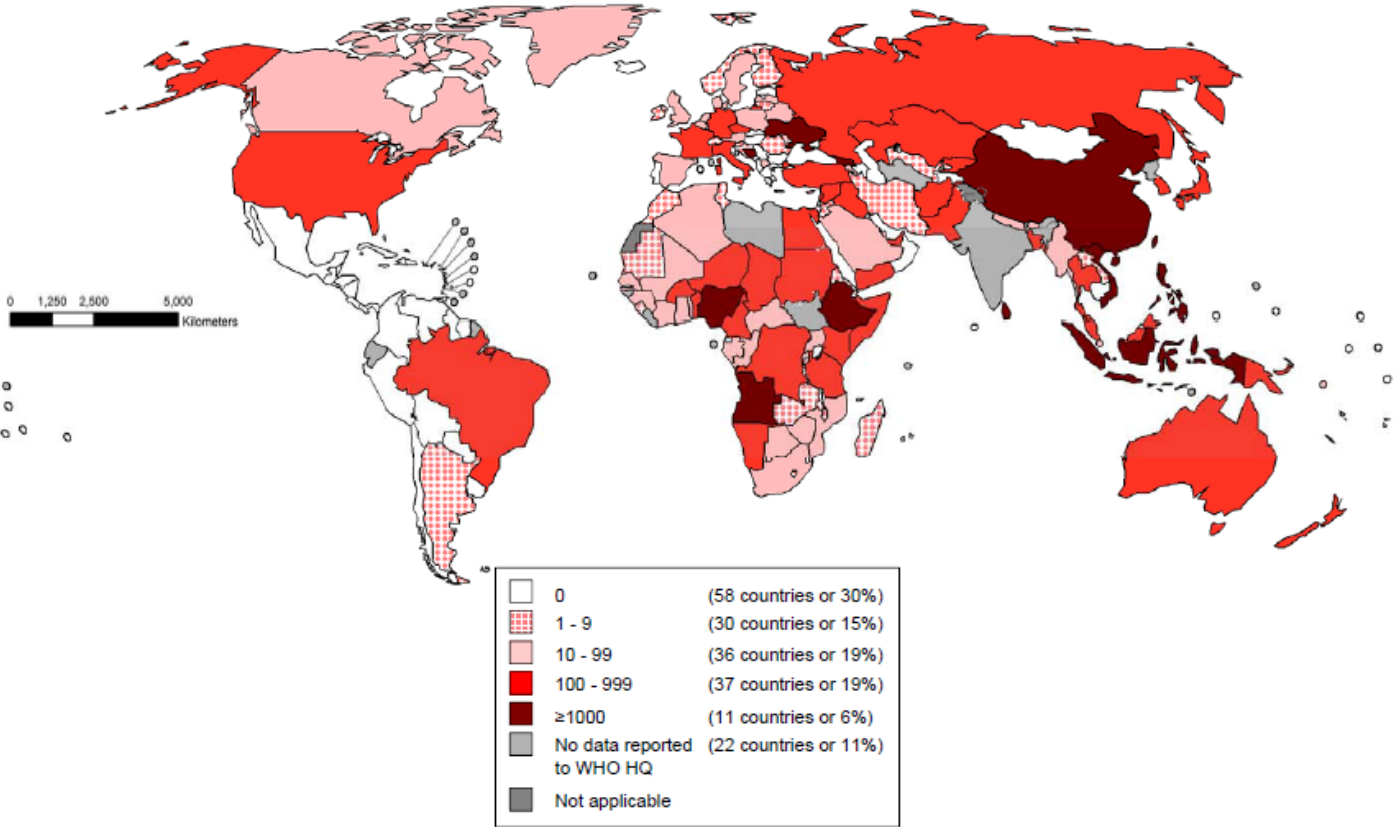 0 1,250 2,500 5,000
Kilometers
0 (58 countries or 30%)
1 - 9 (30 countries or 15%)
10 - 99 (36 countries or 19%)
100 - 999 (37 countries or 19%)
≥1000 (11 countries or 6%)
No data reported (22 countries or 11%)
to WHO HQ
Not applicable